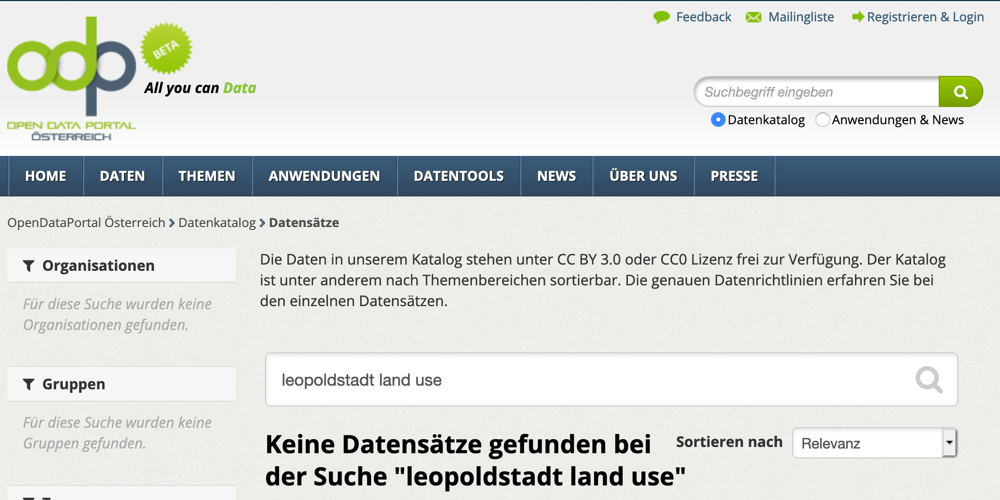 Feedback
Mailingliste
Registrieren & Login
BETA
All you can Data
OPEN DATA PORTAL
ÖSTERREICH
Suchbegriff eingeben
Datenkatalog
Anwendungen & News
HOME
DATEN
THEMEN
ANWENDUNGEN
DATENTOOLS
NEWS
ÜBER UNS
PRESSE
OpenDataPortal Österreich > Datenkatalog > Datensätze
Organisationen
Für diese Suche wurden keine
Organisationen gefunden.
Gruppen
Für diese Suche wurden keine
Gruppen gefunden.
Die Daten in unserem Katalog stehen unter CC BY 3.0 oder CC0 Lizenz frei zur Verfügung. Der Katalog
ist unter anderem nach Themenbereichen sortierbar. Die genauen Datenrichtlinien erfahren Sie bei
den einzelnen Datensätzen.
leopoldstadt land use
Keine Datensätze gefunden bei
der Suche "leopoldstadt land use"
Sortieren nach
Relevanz